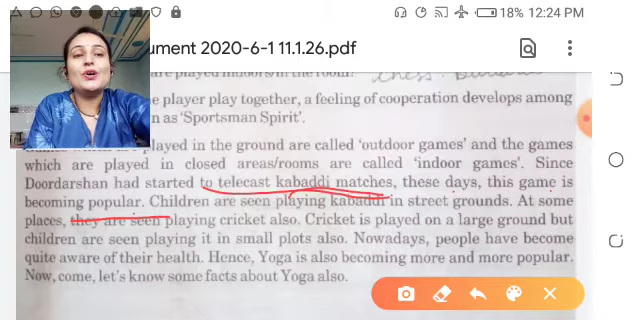 18% 12:24 PM
ument 2020-6-1 11.1.26.pdf
are played indoors/in the room?
e player play together, a feeling of cooperation develops among
n as 'Sportsman Spirit'.
layed in the ground are called 'outdoor games' and the games
which are played in closed areas/rooms are called 'indoor games'. Since
Doordarshan had started to telecast kabaddi matches, these days, this game is
becoming popular. Children are seen playing kabaddi in street grounds. At some
places, they are seen playing cricket also. Cricket is played on a large ground but
children are seen playing it in small plots also. Nowadays, people have become
quite aware of their health. Hence, Yoga is also becoming more and more popular.
Now, come, let's know some facts about Yoga also.